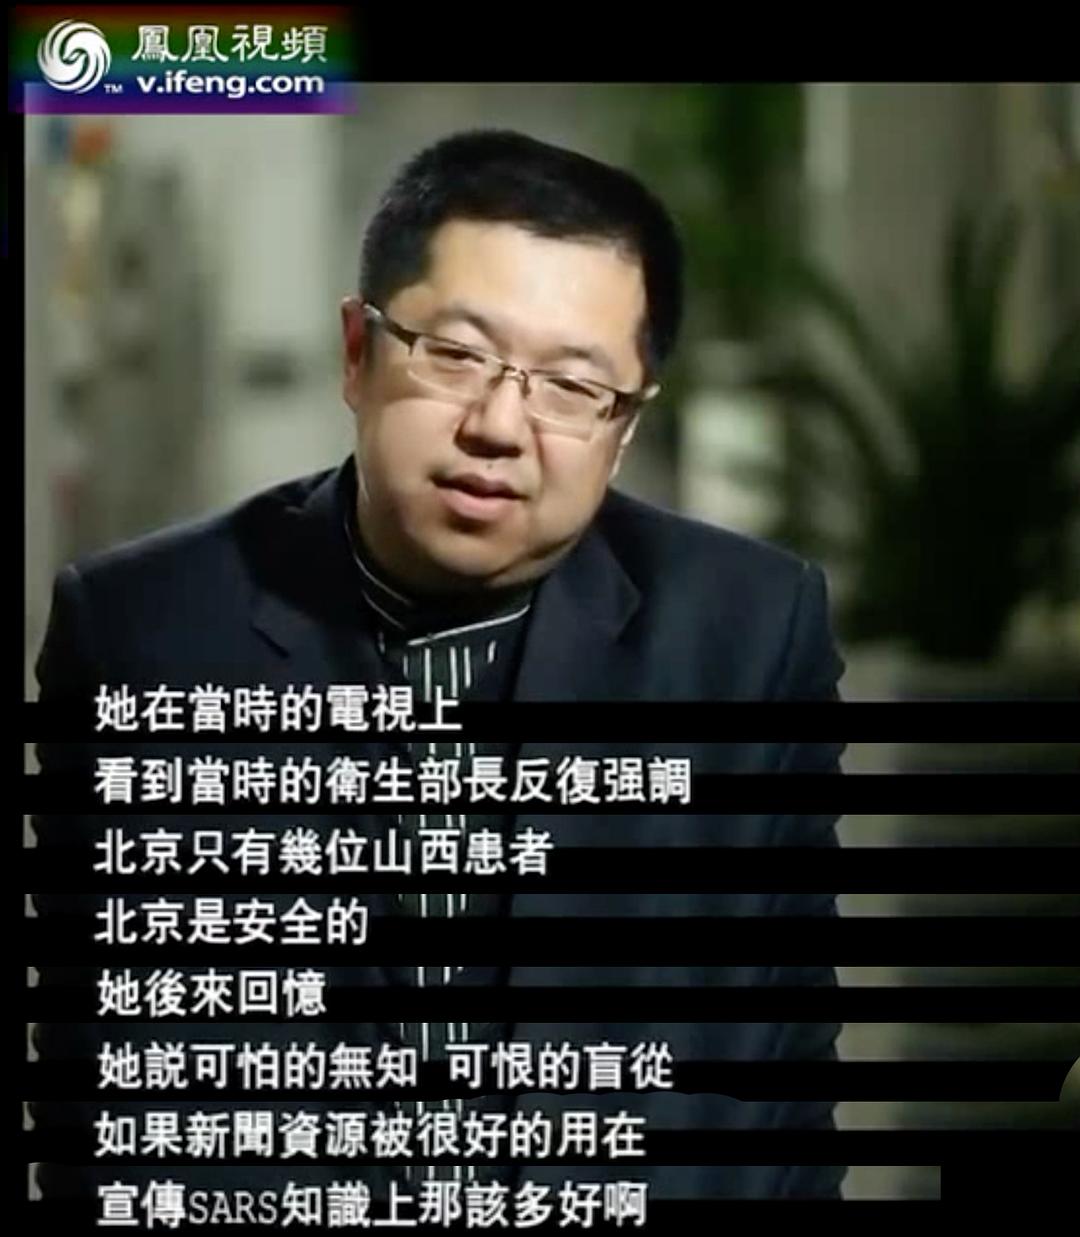 鳳凰視頻
v.ifeng.com
她在當時的電視上
看到當時的衛生部長反復强調
北京只有幾位山西患者
北京是安全的
她後來回憶
她説可怕的無知 可恨的盲從
如果新聞資源被很好的用在
宣傳SARS知識上那該多好啊